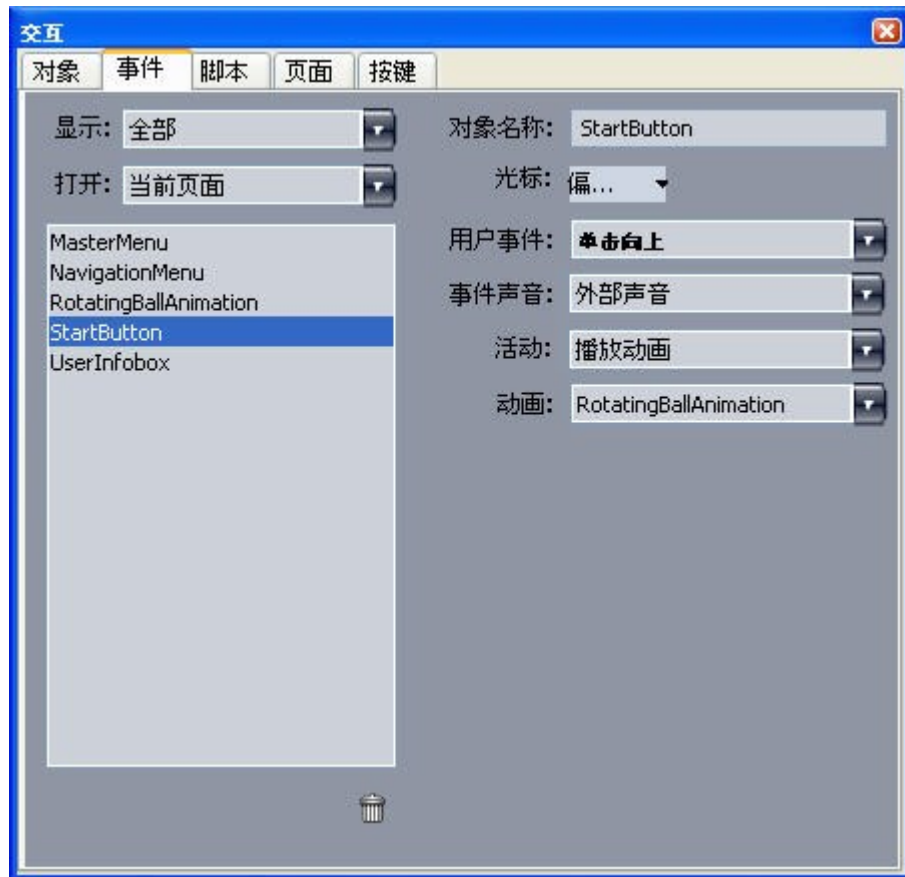 交互
对象 事件 脚本 页面 按键
显示: 全部
打开: 当前页面
MasterMenu
NavigationMenu
RotatingBallAnimation
StartButton
UserInfobox
对象名称: StartButton
光标: 偏...
用户事件: 单击向上
事件声音: 外部声音
活动: 播放动画
动画: RotatingBallAnimation